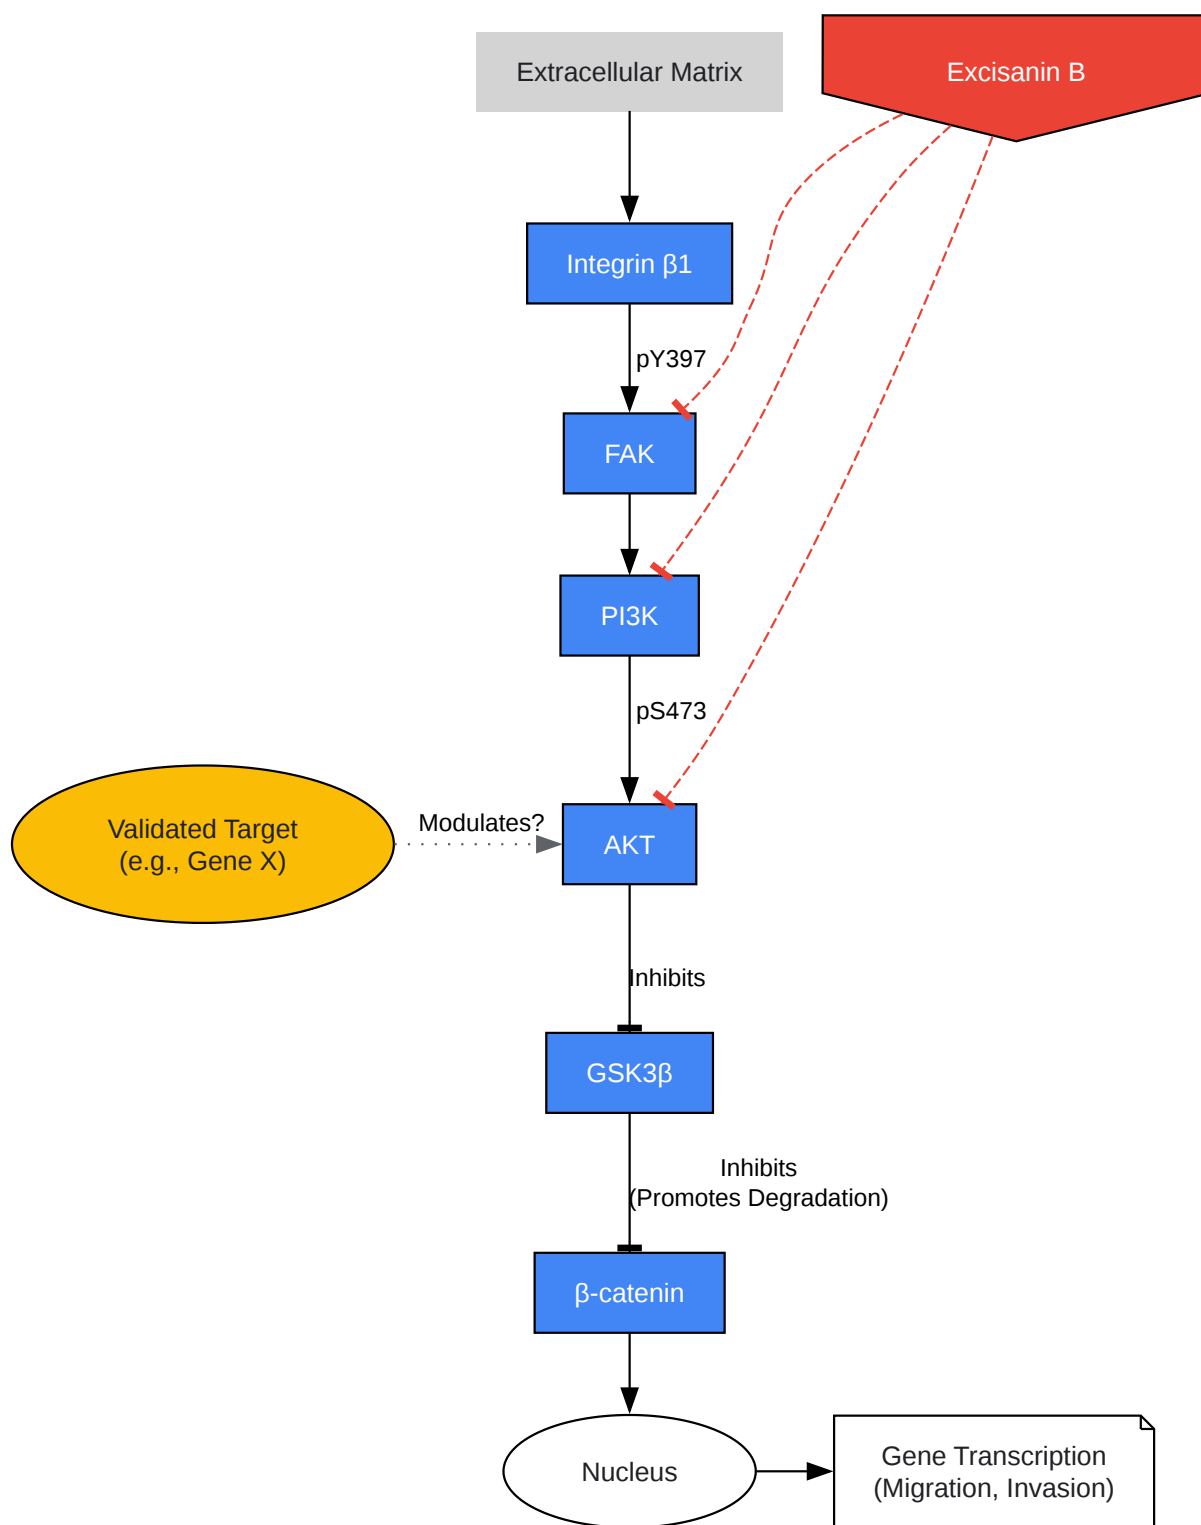 Extracellular Matrix
Excisanin B
Integrin β1
pY397
FAK
PI3K
pS473
Validated Target
(e.g., Gene X)
Modulates?
AKT
Inhibits
GSK3β
Inhibits
(Promotes Degradation)
β-catenin
Nucleus
Gene Transcription
(Migration, Invasion)